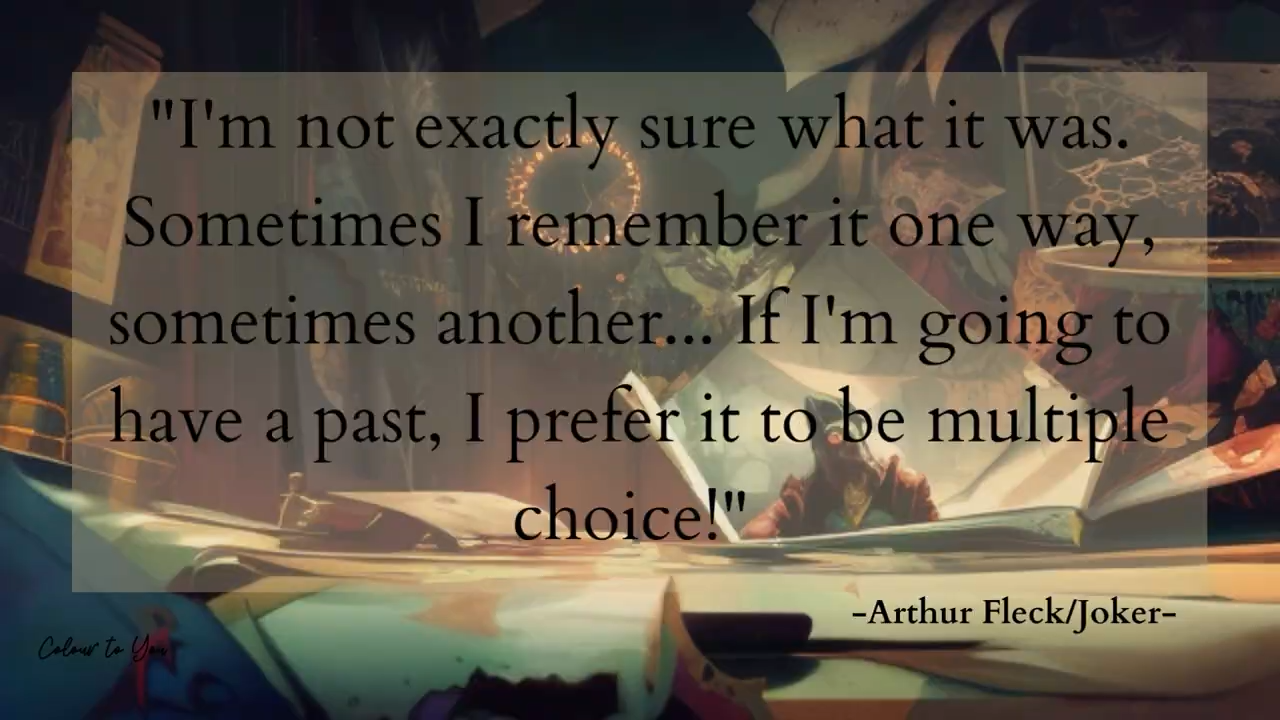 "I'm not exactly sure what it was.
Sometimes I remember it one way,
sometimes another... If I'm going to
have a past, I prefer it to be multiple
choice!"
-Arthur Fleck/Joker-
Colour to You